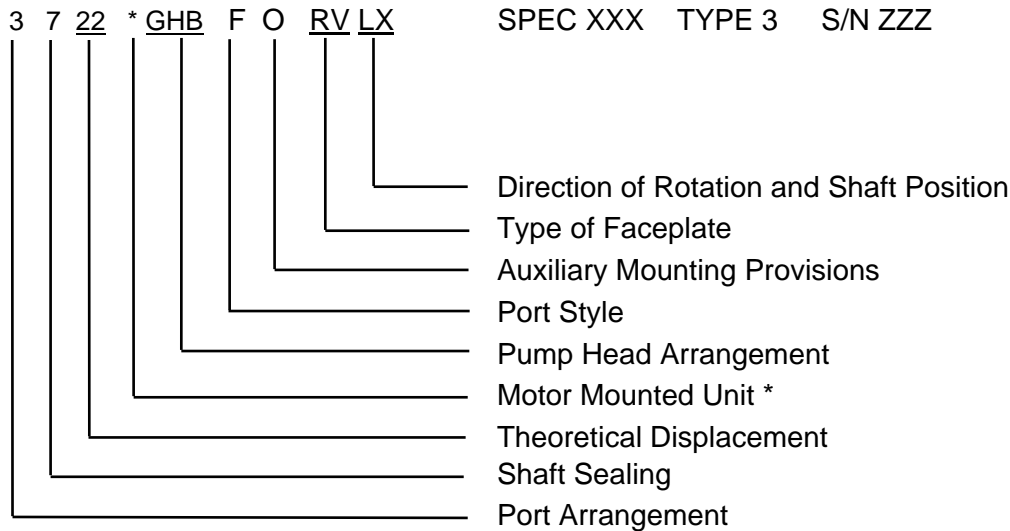 3 7 22 * GHB F O RV LX SPEC XXX TYPE 3 S/N ZZZ
Direction of Rotation and Shaft Position
Type of Faceplate
Auxiliary Mounting Provisions
Port Style
Pump Head Arrangement
Motor Mounted Unit *
Theoretical Displacement
Shaft Sealing
Port Arrangement